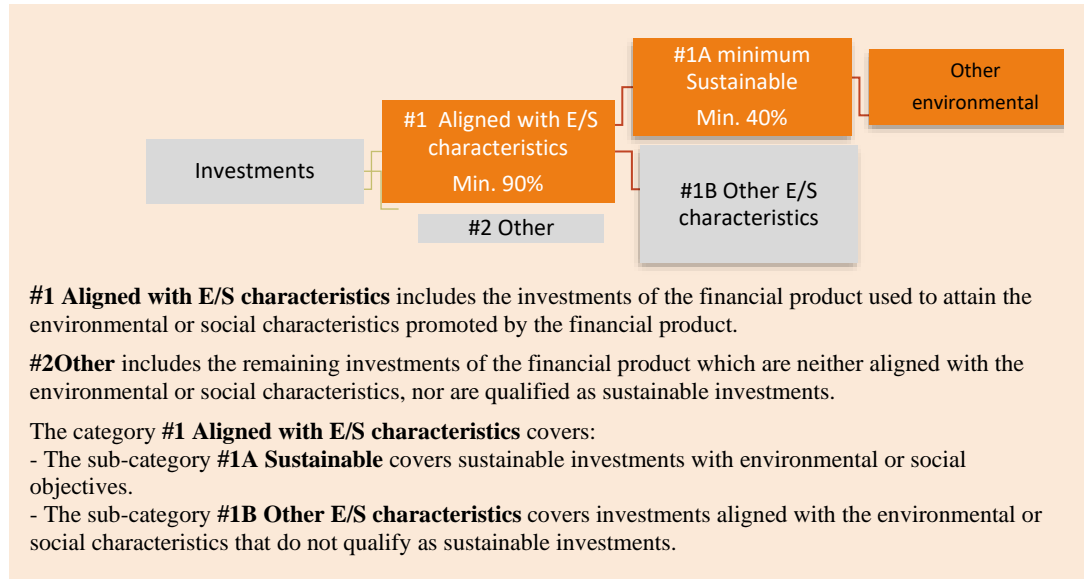 Investments
#1  Aligned with E/S
characteristics
Min. 90%
#2 Other
#1A minimum
Sustainable
Min. 40%
#1B Other E/S
characteristics
Other
environmental
#1 Aligned with E/S characteristics includes the investments of the financial product used to attain the
environmental or social characteristics promoted by the financial product.
#2Other includes the remaining investments of the financial product which are neither aligned with the
environmental or social characteristics, nor are qualified as sustainable investments.
The category #1 Aligned with E/S characteristics covers:
- The sub-category #1A Sustainable covers sustainable investments with environmental or social
objectives.
- The sub-category #1B Other E/S characteristics covers investments aligned with the environmental or
social characteristics that do not qualify as sustainable investments.